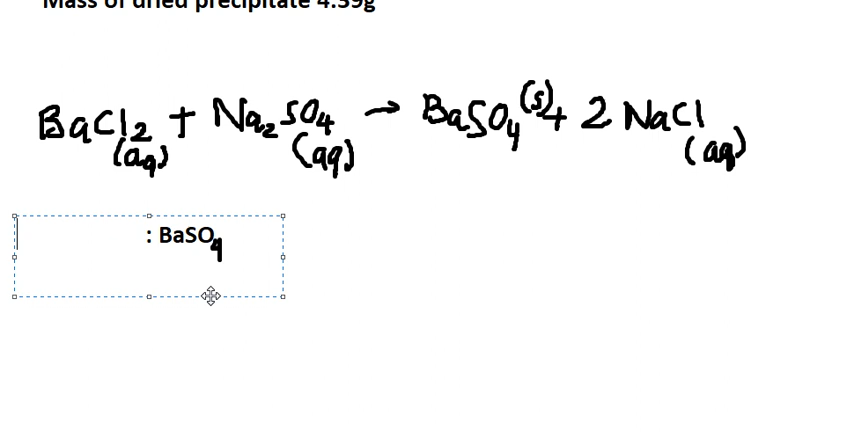 Mass of dried precipitate 4.39g
BaCl2 (aq) + Na2SO4 (aq) → BaSO4 (s) + 2 NaCl (aq)
: BaSO4